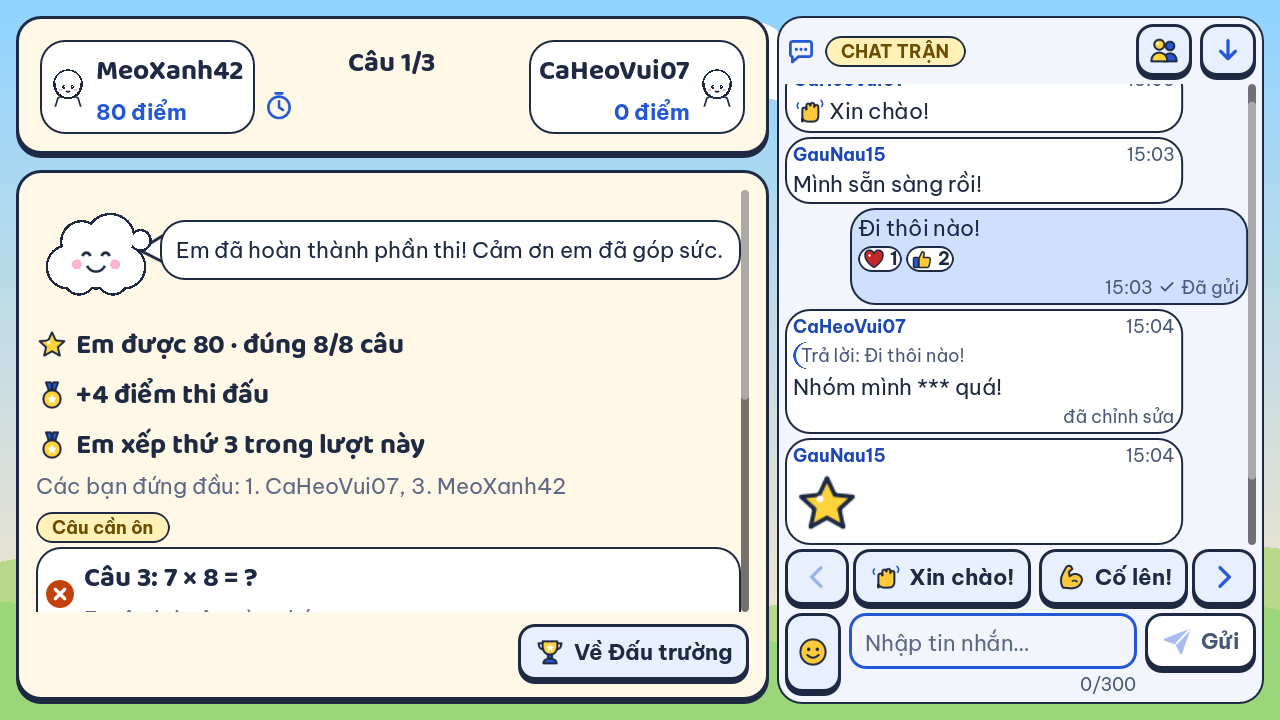 MeoXanh42
80 điểm
Câu 1/3
CaHeoVui07
0 điểm
Em đã hoàn thành phần thi! Cảm ơn em đã góp sức.
Em được 80 · đúng 8/8 câu
+4 điểm thi đấu
Em xếp thứ 3 trong lượt này
Các bạn đứng đầu: 1. CaHeoVui07, 3. MeoXanh42
Câu cần ôn
Câu 3: 7 × 8 = ?
Về Đấu trường
CHAT TRẬN
Xin chào!
GauNau15 15:03
Mình sẵn sàng rồi!
Đi thôi nào!
1 2
15:03 ✓ Đã gửi
CaHeoVui07 15:04
Trả lời: Đi thôi nào!
Nhóm mình *** quá!
đã chỉnh sửa
GauNau15 15:04
Xin chào! Cố lên!
Nhập tin nhắn...
Gửi
0/300